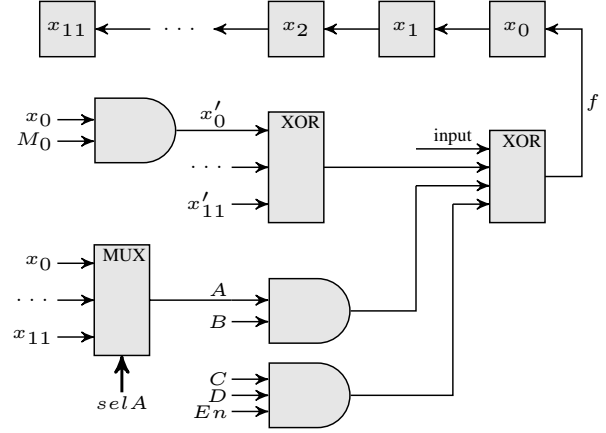 x₁₁ · · · x₂ x₁ x₀
f
x₀ x′₀ XOR
M₀
input XOR
· · ·
x′₁₁
x₀ MUX
· · · A
B
x₁₁
selA
C
D
En